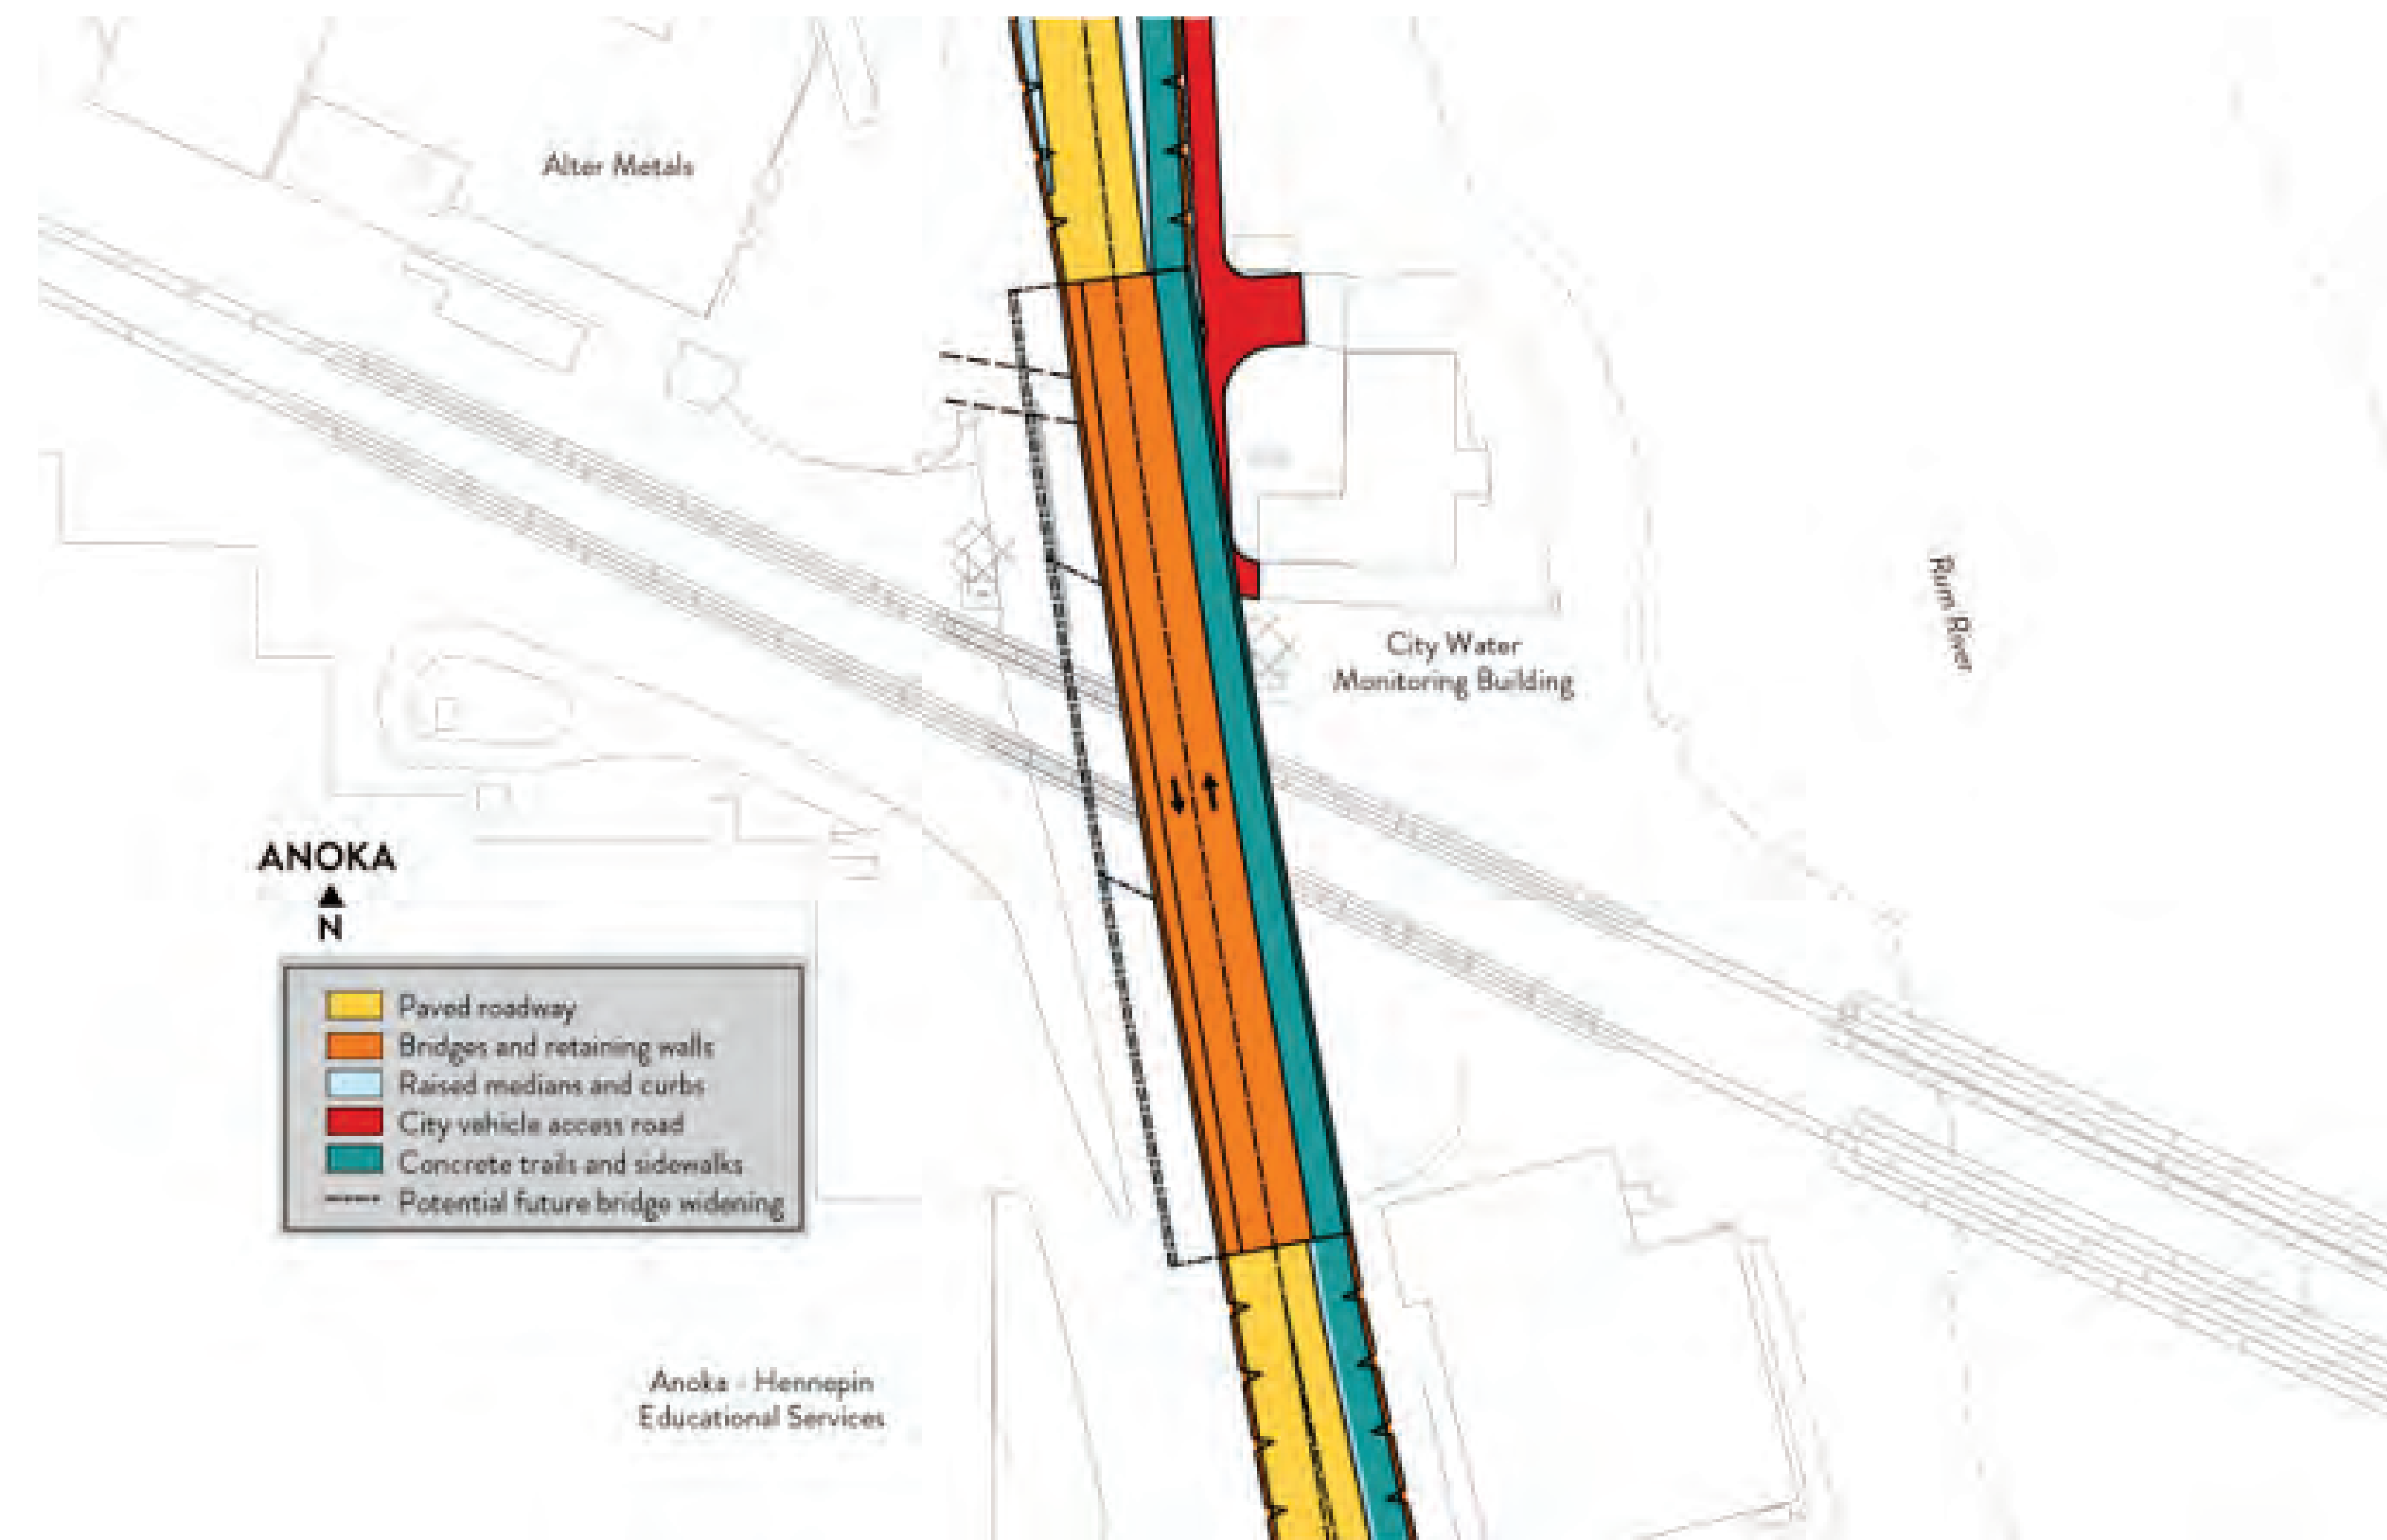 Alter Metals
Rum River
City Water
Monitoring Building
ANOKA
N
Paved roadway
Bridges and retaining walls
Raised medians and curbs
City vehicle access road
Concrete trails and sidewalks
Potential future bridge widening
Anoka - Hennepin
Educational Services